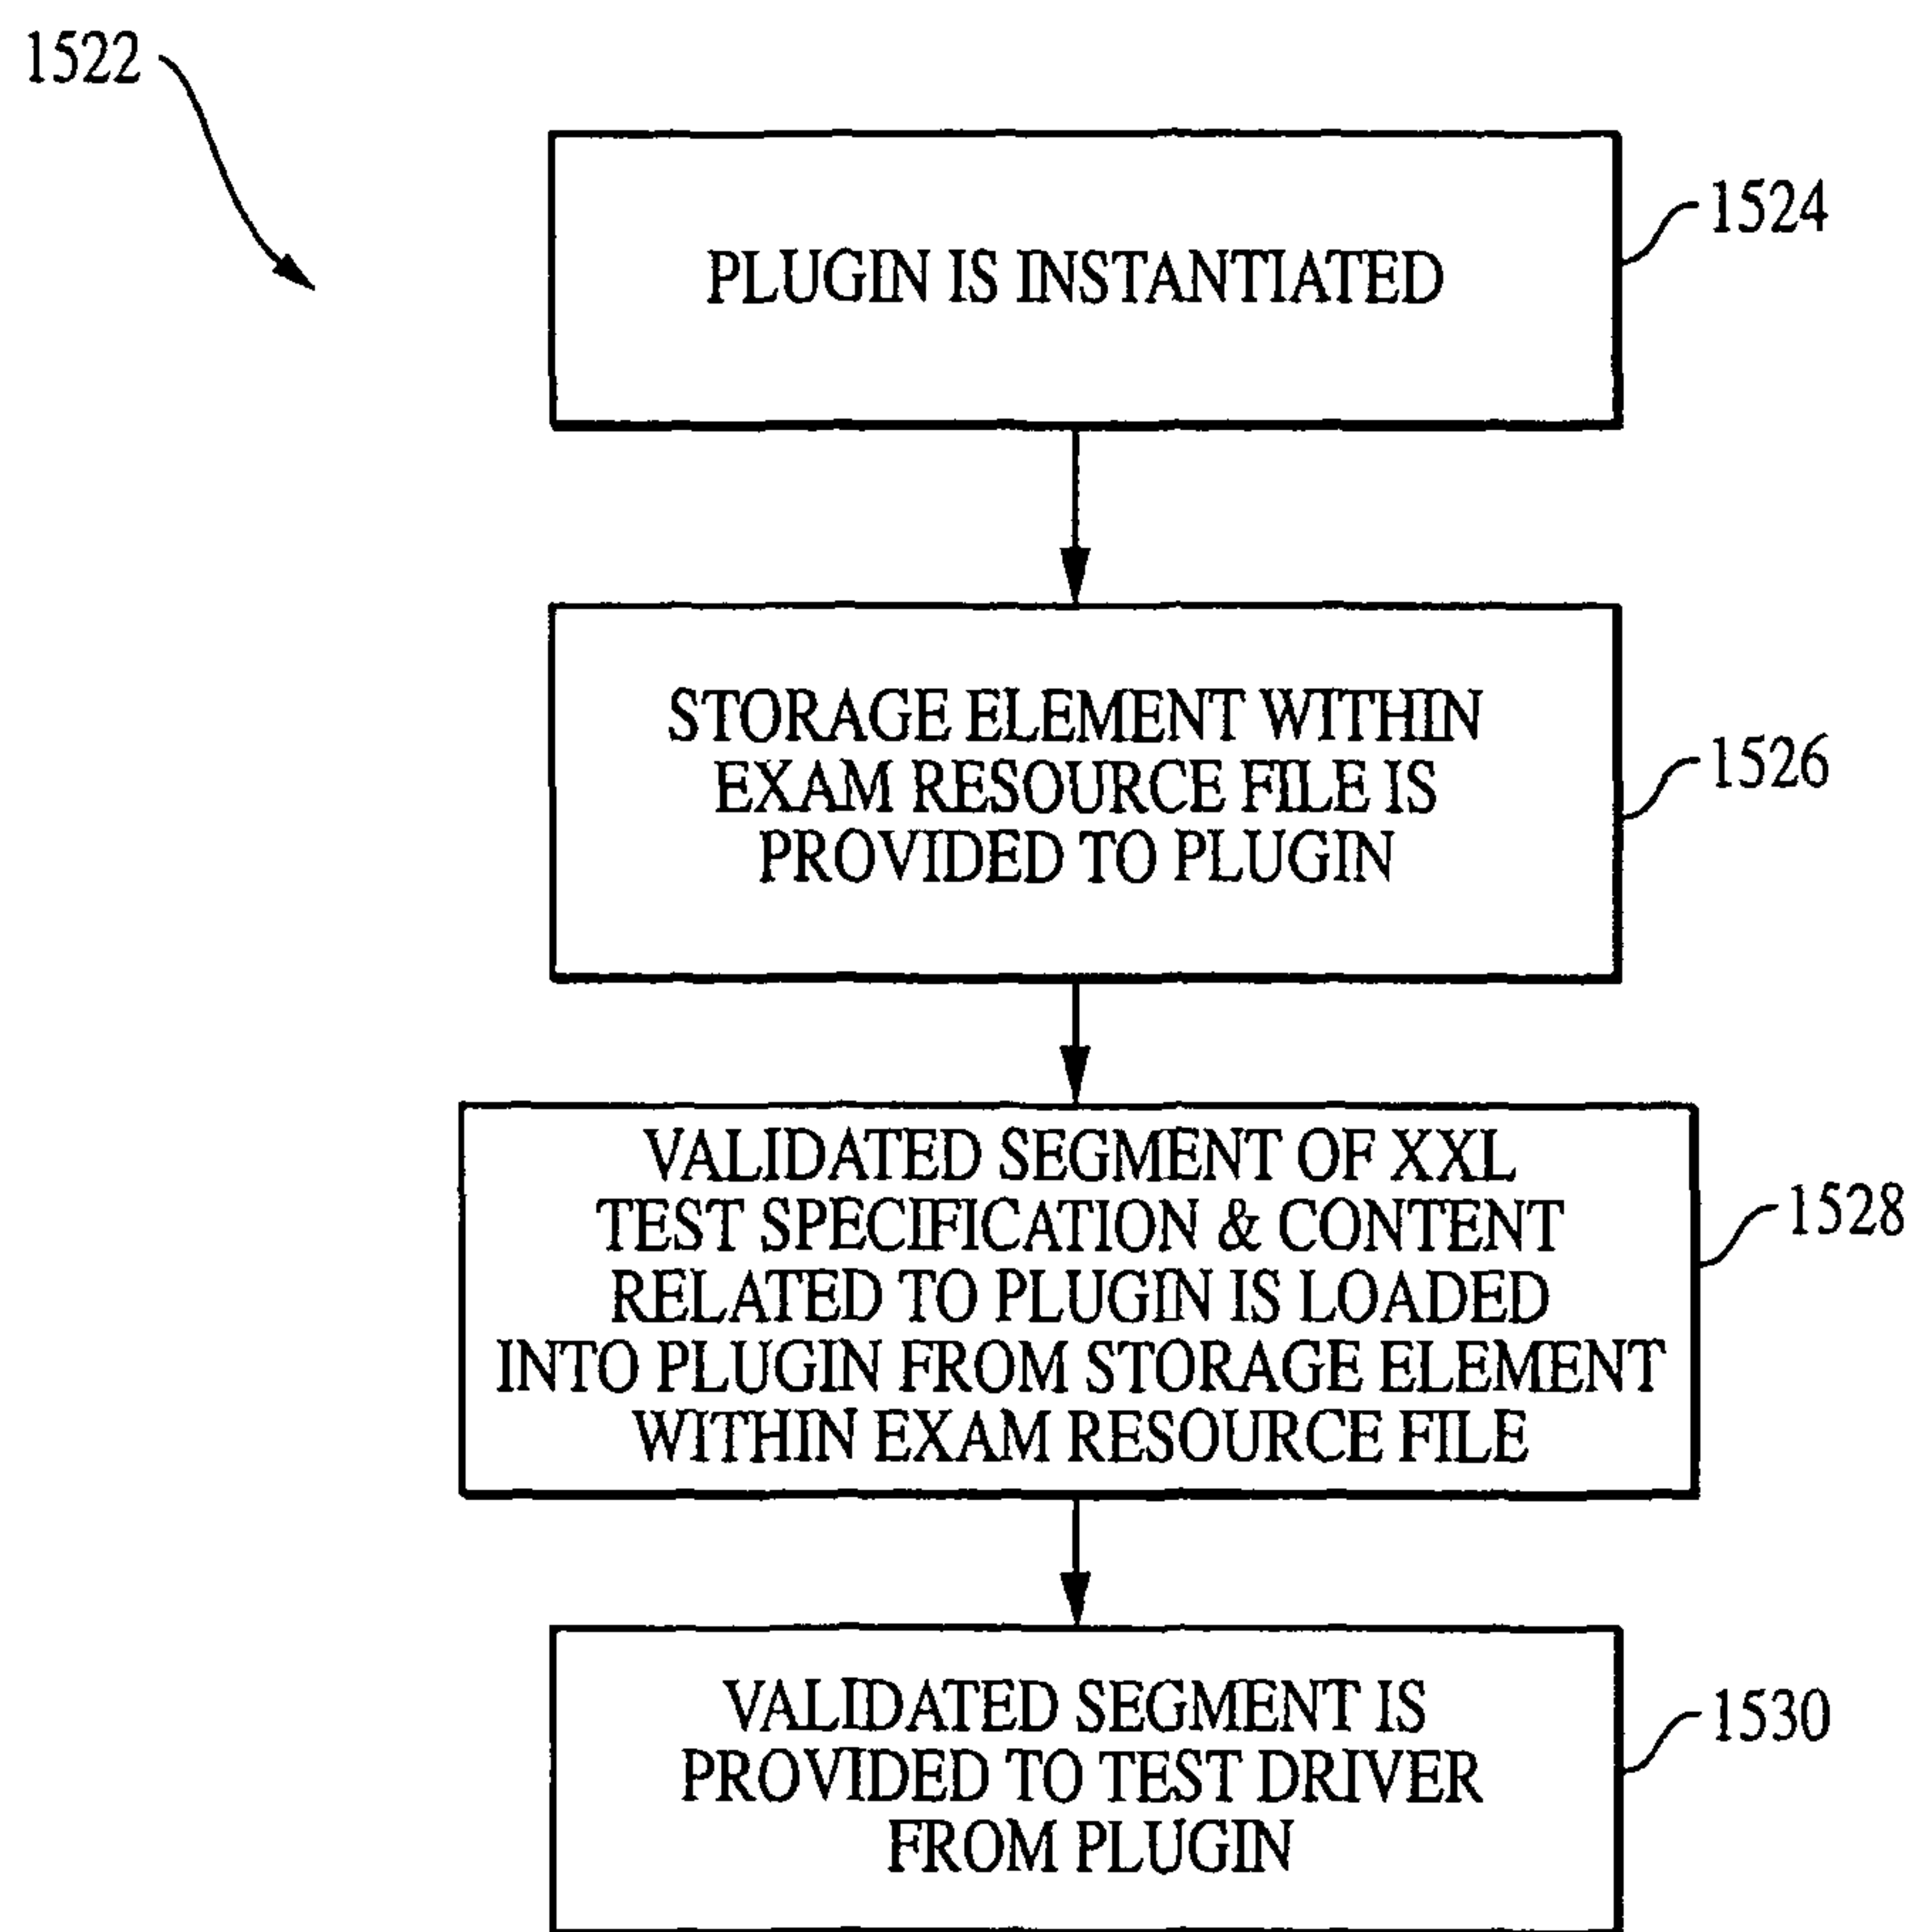 1522
PLUGIN IS INSTANTIATED
1524
STORAGE ELEMENT WITHIN
EXAM RESOURCE FILE IS
PROVIDED TO PLUGIN
1526
VALIDATED SEGMENT OF XXL
TEST SPECIFICATION & CONTENT
RELATED TO PLUGIN IS LOADED
INTO PLUGIN FROM STORAGE ELEMENT
WITHIN EXAM RESOURCE FILE
1528
VALIDATED SEGMENT IS
PROVIDED TO TEST DRIVER
FROM PLUGIN
1530